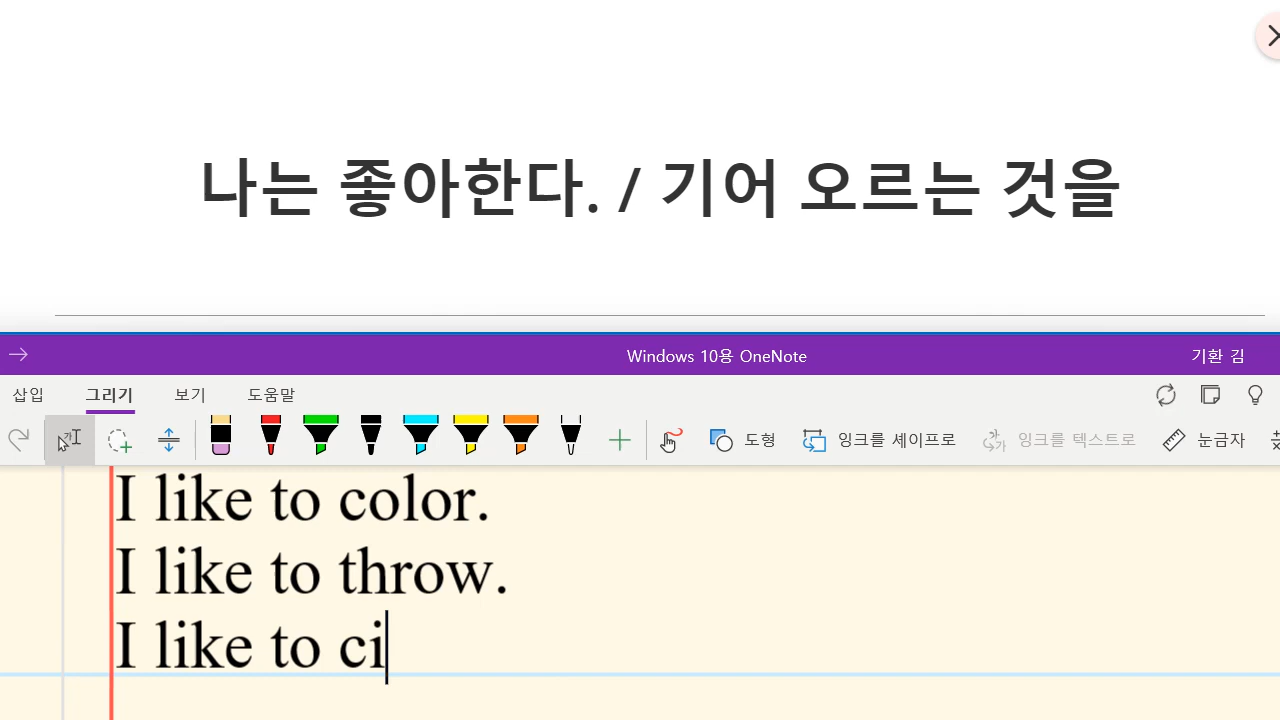 나는 좋아한다. / 기어 오르는 것을
Windows 10용 OneNote
기환 김
삽입 그리기 보기 도움말
도형 잉크를 셰이프로 잉크를 텍스트로 눈금자
I like to color.
I like to throw.
I like to ci